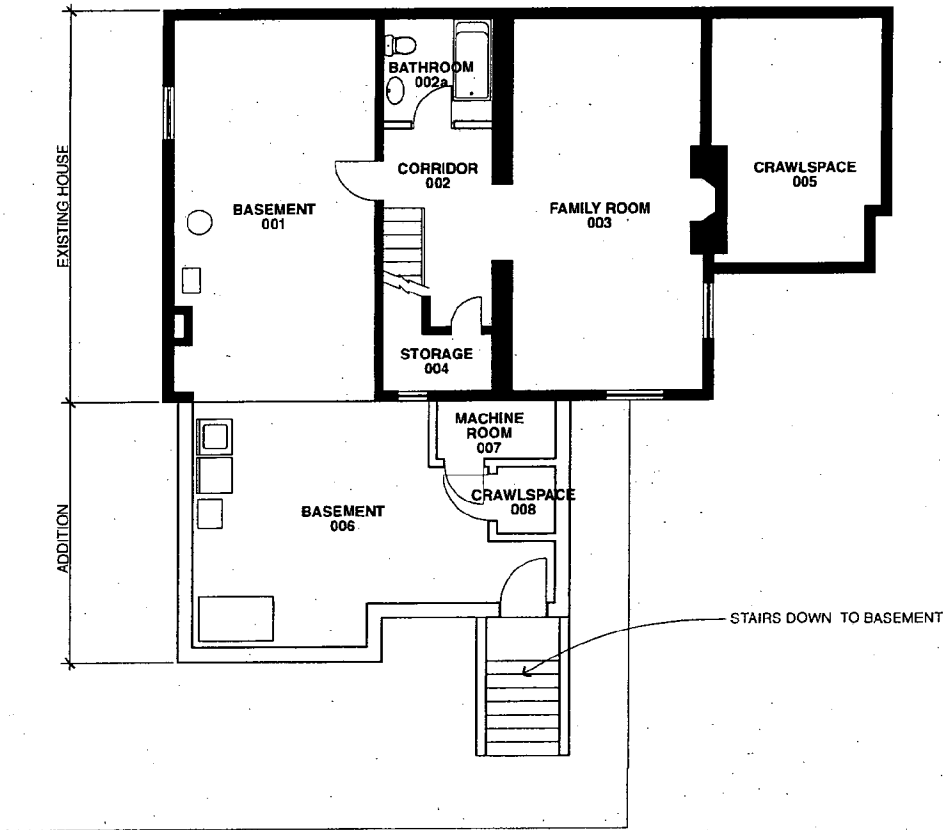 BATHROOM
002a
CORRIDOR
002
CRAWLSPACE
005
BASEMENT
001
FAMILY ROOM
003
EXISTING HOUSE
STORAGE
004
MACHINE
ROOM
007
CRAWLSPACE
008
BASEMENT
006
ADDITION
STAIRS DOWN TO BASEMENT